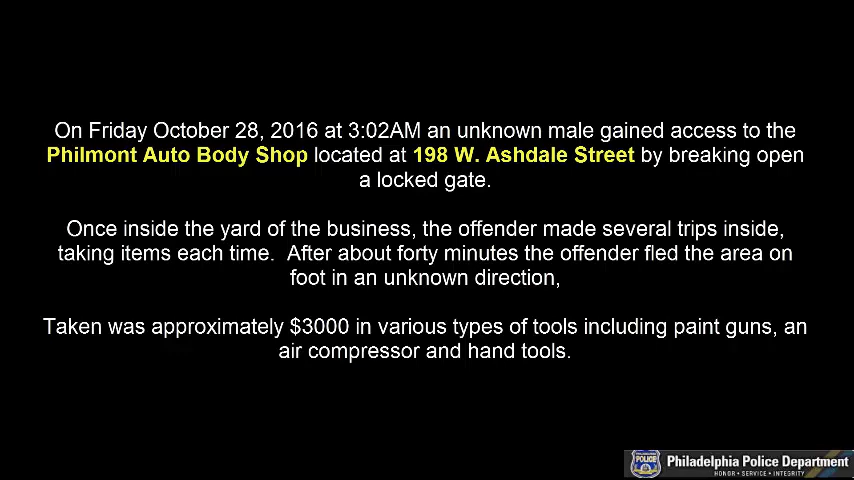 On Friday October 28, 2016 at 3:02AM an unknown male gained access to the
Philmont Auto Body Shop located at 198 W. Ashdale Street by breaking open
a locked gate.
Once inside the yard of the business, the offender made several trips inside,
taking items each time.  After about forty minutes the offender fled the area on
foot in an unknown direction,
Taken was approximately $3000 in various types of tools including paint guns, an
air compressor and hand tools.
POLICE
Philadelphia Police Department
HONOR • SERVICE • INTEGRITY